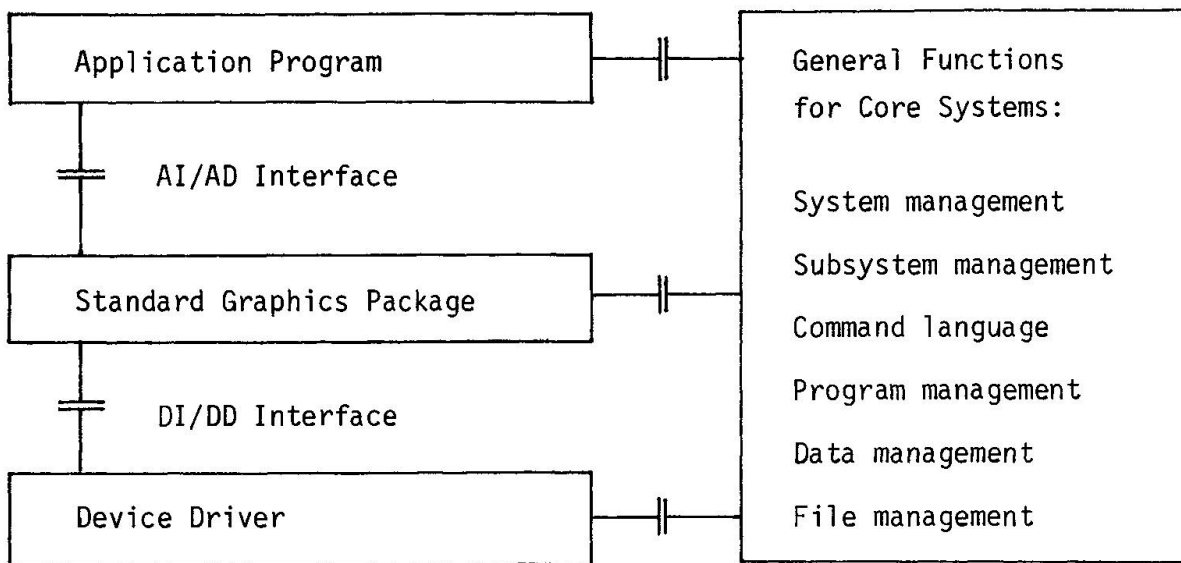 Application Program
AI/AD Interface
Standard Graphics Package
DI/DD Interface
Device Driver
General Functions
for Core Systems:
System management
Subsystem management
Command language
Program management
Data management
File management